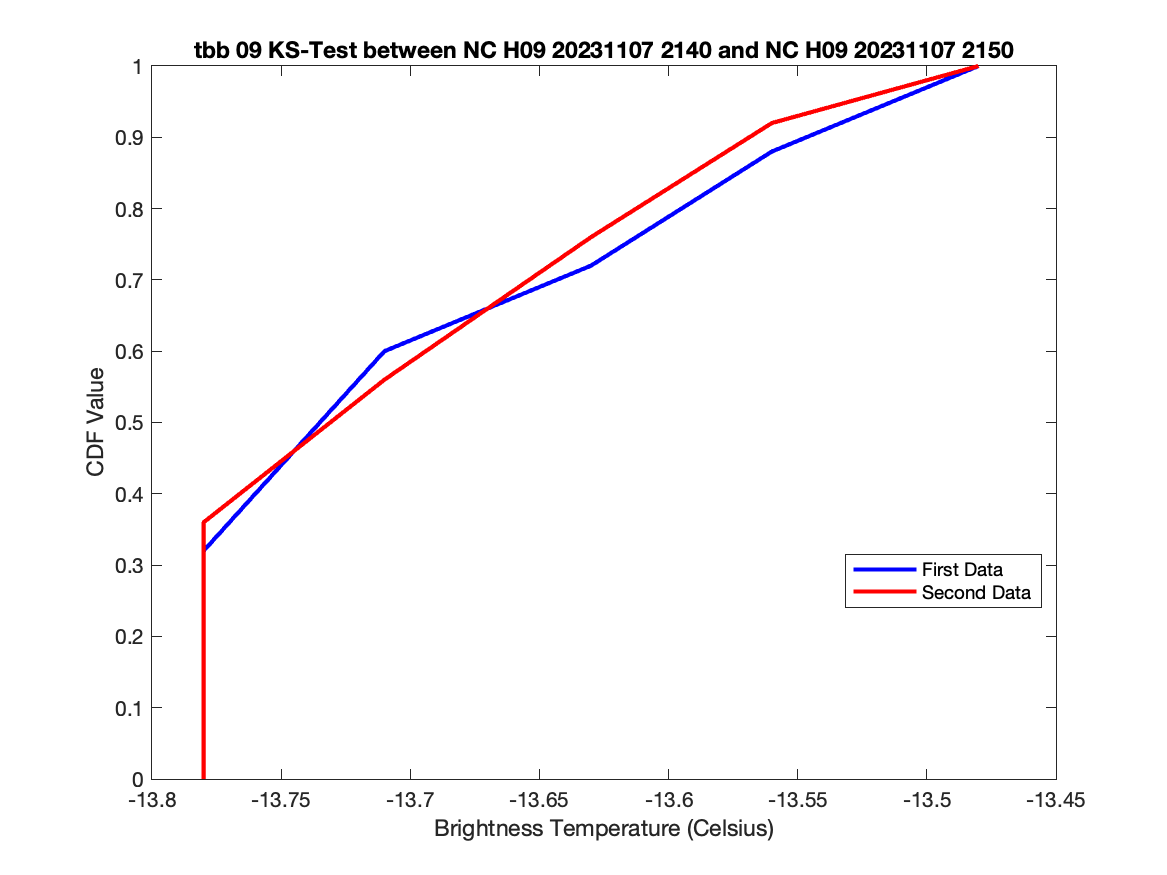 tbb 09 KS-Test between NC H09 20231107 2140 and NC H09 20231107 2150
1
0.9
0.8
0.7
0.6
0.5
0.4
0.3
0.2
0.1
0
CDF Value
First Data
Second Data
-13.8 -13.75 -13.7 -13.65 -13.6 -13.55 -13.5 -13.45
Brightness Temperature (Celsius)